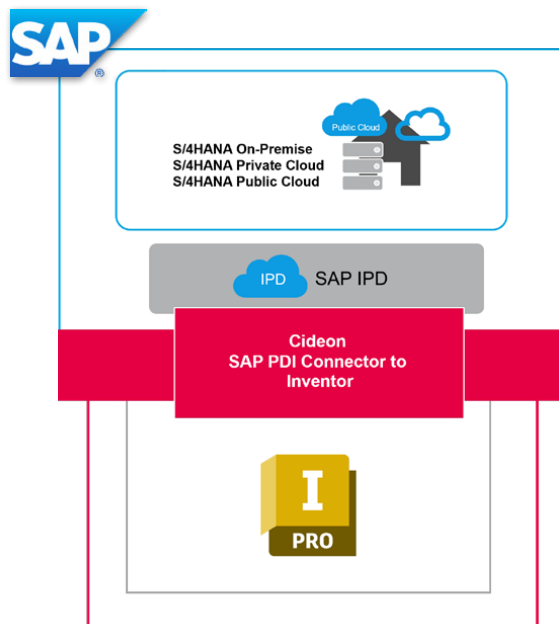 SAP
®
Public Cloud
S/4HANA On-Premise
S/4HANA Private Cloud
S/4HANA Public Cloud
IPD SAP IPD
Cideon
SAP PDI Connector to
Inventor
I
PRO